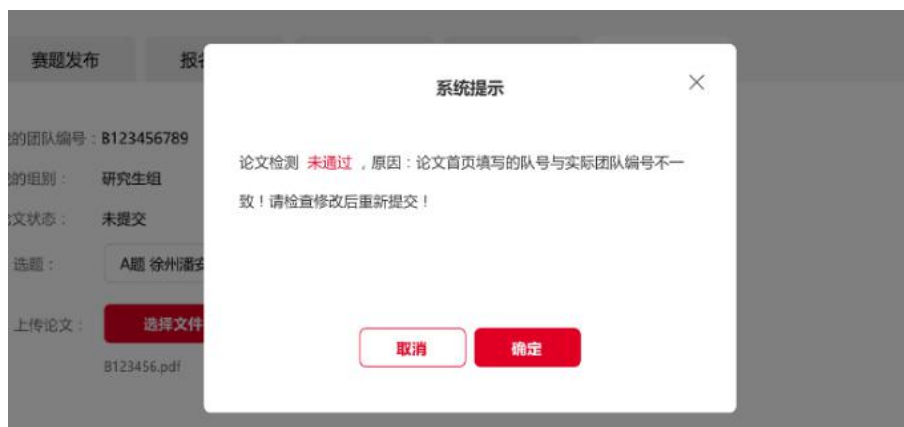 赛题发布 报名
系统提示
的团队编号：B123456789
论文检测 未通过 ，原因：论文首页填写的队号与实际团队编号不一
的组别： 研究生组
致！请检查修改后重新提交！
文状态： 未提交
选题： A题 徐州潘安
上传论文： 选择文件
取消 确定
B123456.pdf